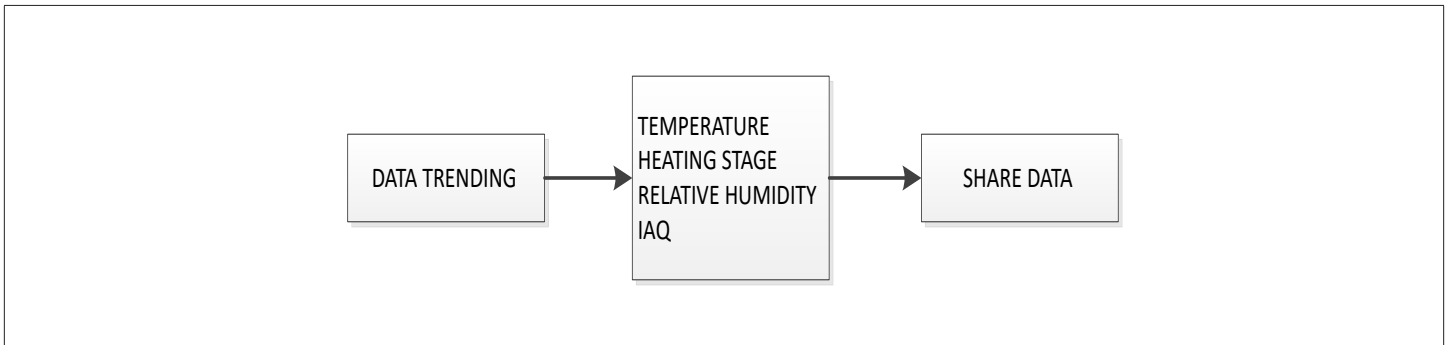 DATA TRENDING
TEMPERATURE
HEATING STAGE
RELATIVE HUMIDITY
IAQ
SHARE DATA